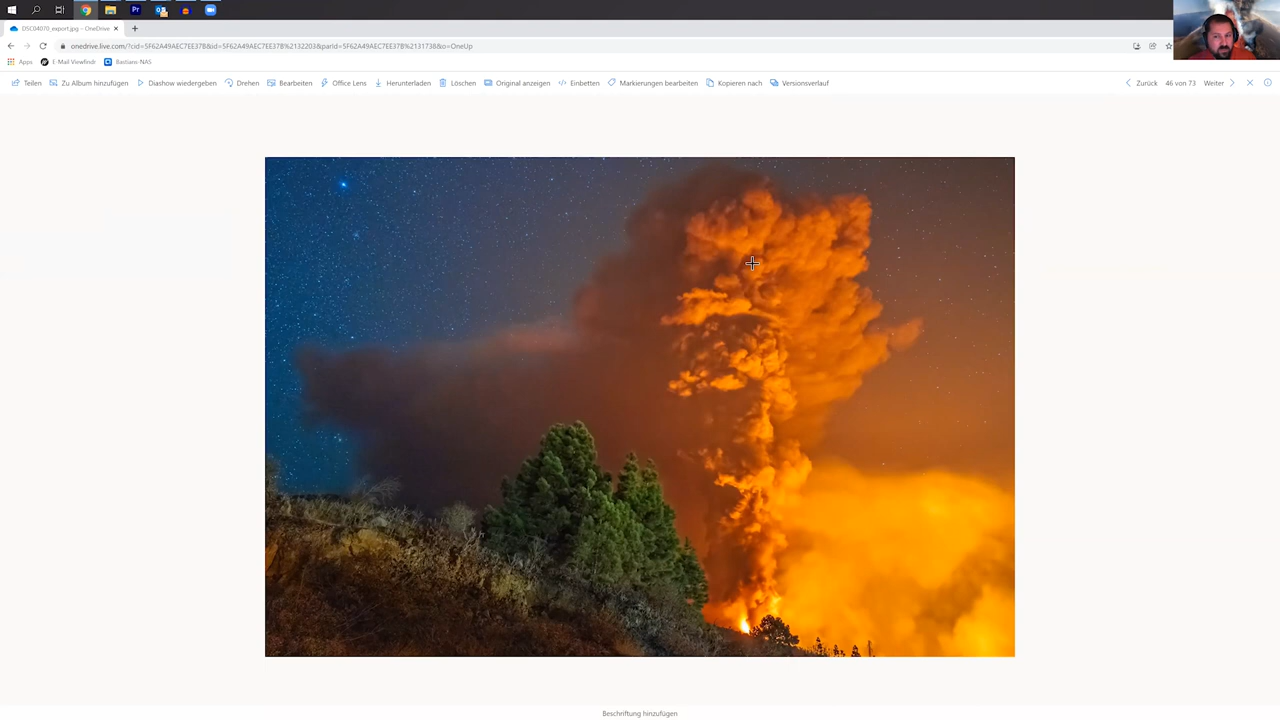 DSC04070_export.jpg – OneDrive
onedrive.live.com/?cid=5F62A49AEC7EE37B&id=5F62A49AEC7EE37B%2132203&parId=5F62A49AEC7EE37B%2131738&o=OneUp
Apps E-Mail Viewfindr Bastians-NAS
Teilen Zu Album hinzufügen Diashow wiedergeben Drehen Bearbeiten Office Lens Herunterladen Löschen Original anzeigen Einbetten Markierungen bearbeiten Kopieren nach Versionsverlauf Zurück 46 von 73 Weiter
Beschriftung hinzufügen